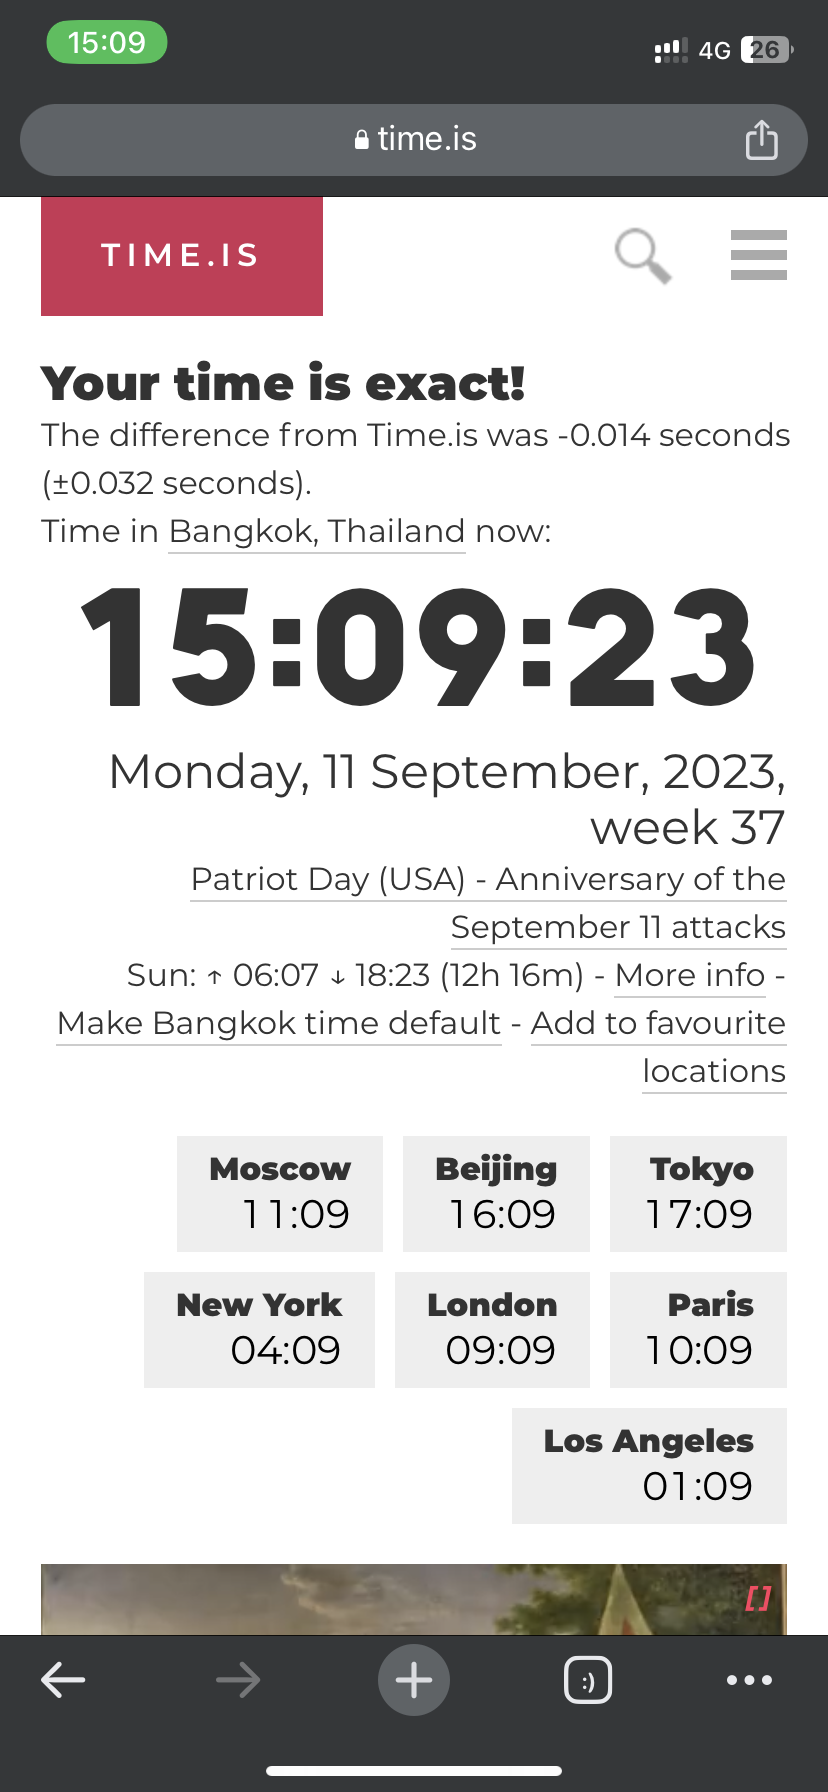 15:09
4G 26
time.is
TIME.IS
Your time is exact!
The difference from Time.is was -0.014 seconds
(±0.032 seconds).
Time in Bangkok, Thailand now:
15:09:23
Monday, 11 September, 2023,
week 37
Patriot Day (USA) - Anniversary of the
September 11 attacks
Sun: ↑ 06:07 ↓ 18:23 (12h 16m) - More info -
Make Bangkok time default - Add to favourite
locations
Moscow
11:09
Beijing
16:09
Tokyo
17:09
New York
04:09
London
09:09
Paris
10:09
Los Angeles
01:09
[]
:)